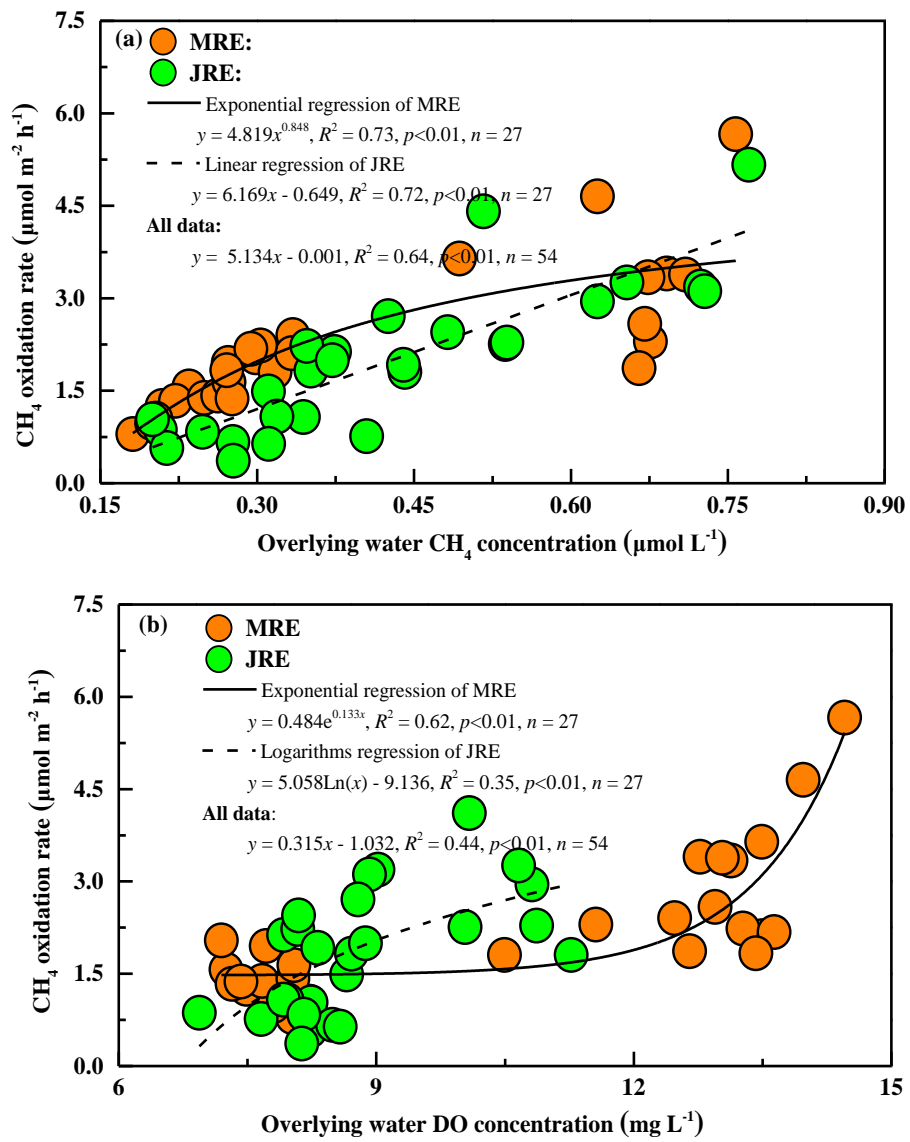 7.5
(a)
MRE:
JRE:
Exponential regression of MRE
y = 4.819x^0.848, R² = 0.73, p<0.01, n = 27
Linear regression of JRE
y = 6.169x - 0.649, R² = 0.72, p<0.01, n = 27
All data:
y = 5.134x - 0.001, R² = 0.64, p<0.01, n = 54
6.0
4.5
3.0
1.5
0.0
CH₄ oxidation rate (µmol m⁻² h⁻¹)
0.15 0.30 0.45 0.60 0.75 0.90
Overlying water CH₄ concentration (µmol L⁻¹)
7.5
(b)
MRE
JRE
Exponential regression of MRE
y = 0.484e^0.133x, R² = 0.62, p<0.01, n = 27
Logarithms regression of JRE
y = 5.058Ln(x) - 9.136, R² = 0.35, p<0.01, n = 27
All data:
y = 0.315x - 1.032, R² = 0.44, p<0.01, n = 54
6.0
4.5
3.0
1.5
0.0
CH₄ oxidation rate (µmol m⁻² h⁻¹)
6 9 12 15
Overlying water DO concentration (mg L⁻¹)